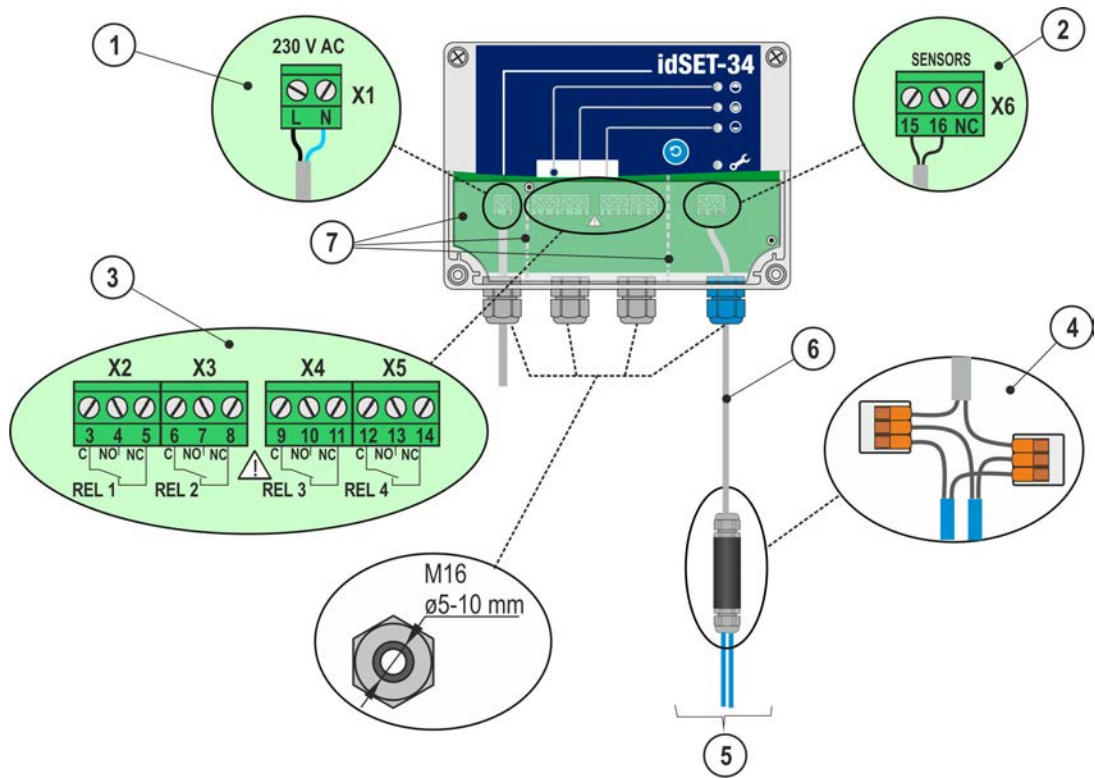 1
230 V AC
X1
L N
idSET-34
2
SENSORS
X6
15 16 NC
7
3
X2 X3 X4 X5
3 4 5 6 7 8 9 10 11 12 13 14
C NO NC C NO NC C NO NC C NO NC
REL 1 REL 2 REL 3 REL 4
6
4
M16
ø5-10 mm
5